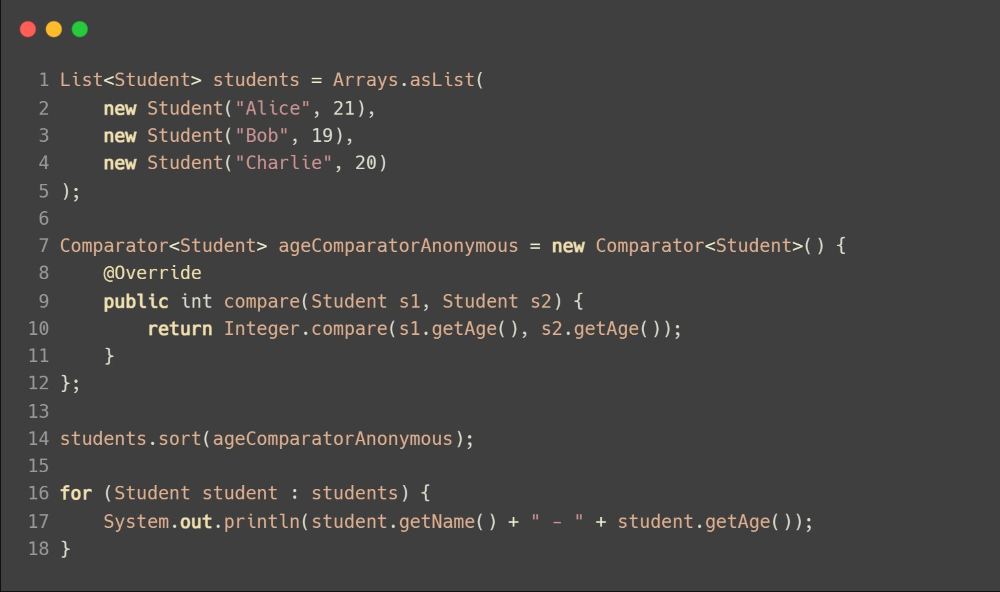 1 List<Student> students = Arrays.asList(
2     new Student("Alice", 21),
3     new Student("Bob", 19),
4     new Student("Charlie", 20)
5 );
6
7 Comparator<Student> ageComparatorAnonymous = new Comparator<Student>() {
8     @Override
9     public int compare(Student s1, Student s2) {
10         return Integer.compare(s1.getAge(), s2.getAge());
11     }
12 };
13
14 students.sort(ageComparatorAnonymous);
15
16 for (Student student : students) {
17     System.out.println(student.getName() + " - " + student.getAge());
18 }